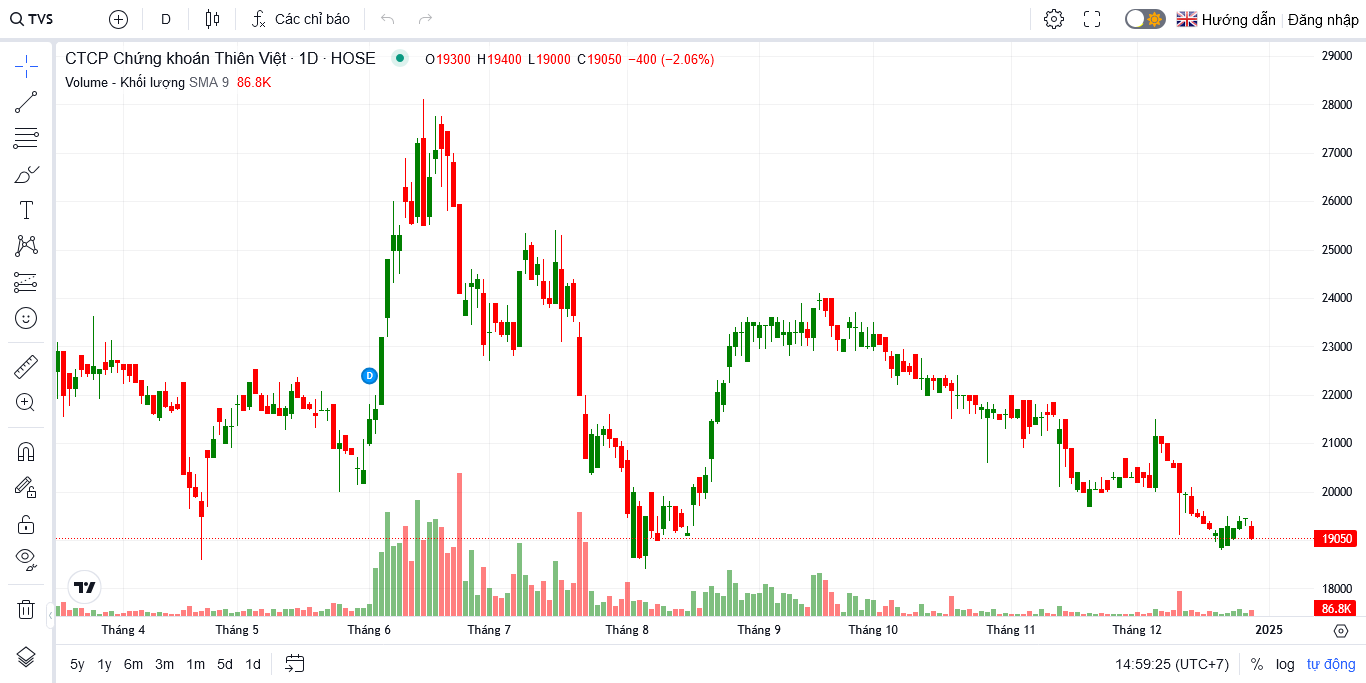 TVS D Các chỉ báo Hướng dẫn Đăng nhập
CTCP Chứng khoán Thiên Việt · 1D · HOSE O19300 H19400 L19000 C19050 −400 (−2.06%)
Volume - Khối lượng SMA 9 86.8K
29000
28000
27000
26000
25000
24000
23000
22000
21000
20000
19050
18000
86.8K
D
Tháng 4 Tháng 5 Tháng 6 Tháng 7 Tháng 8 Tháng 9 Tháng 10 Tháng 11 Tháng 12 2025
5y 1y 6m 3m 1m 5d 1d 14:59:25 (UTC+7) % log tự động